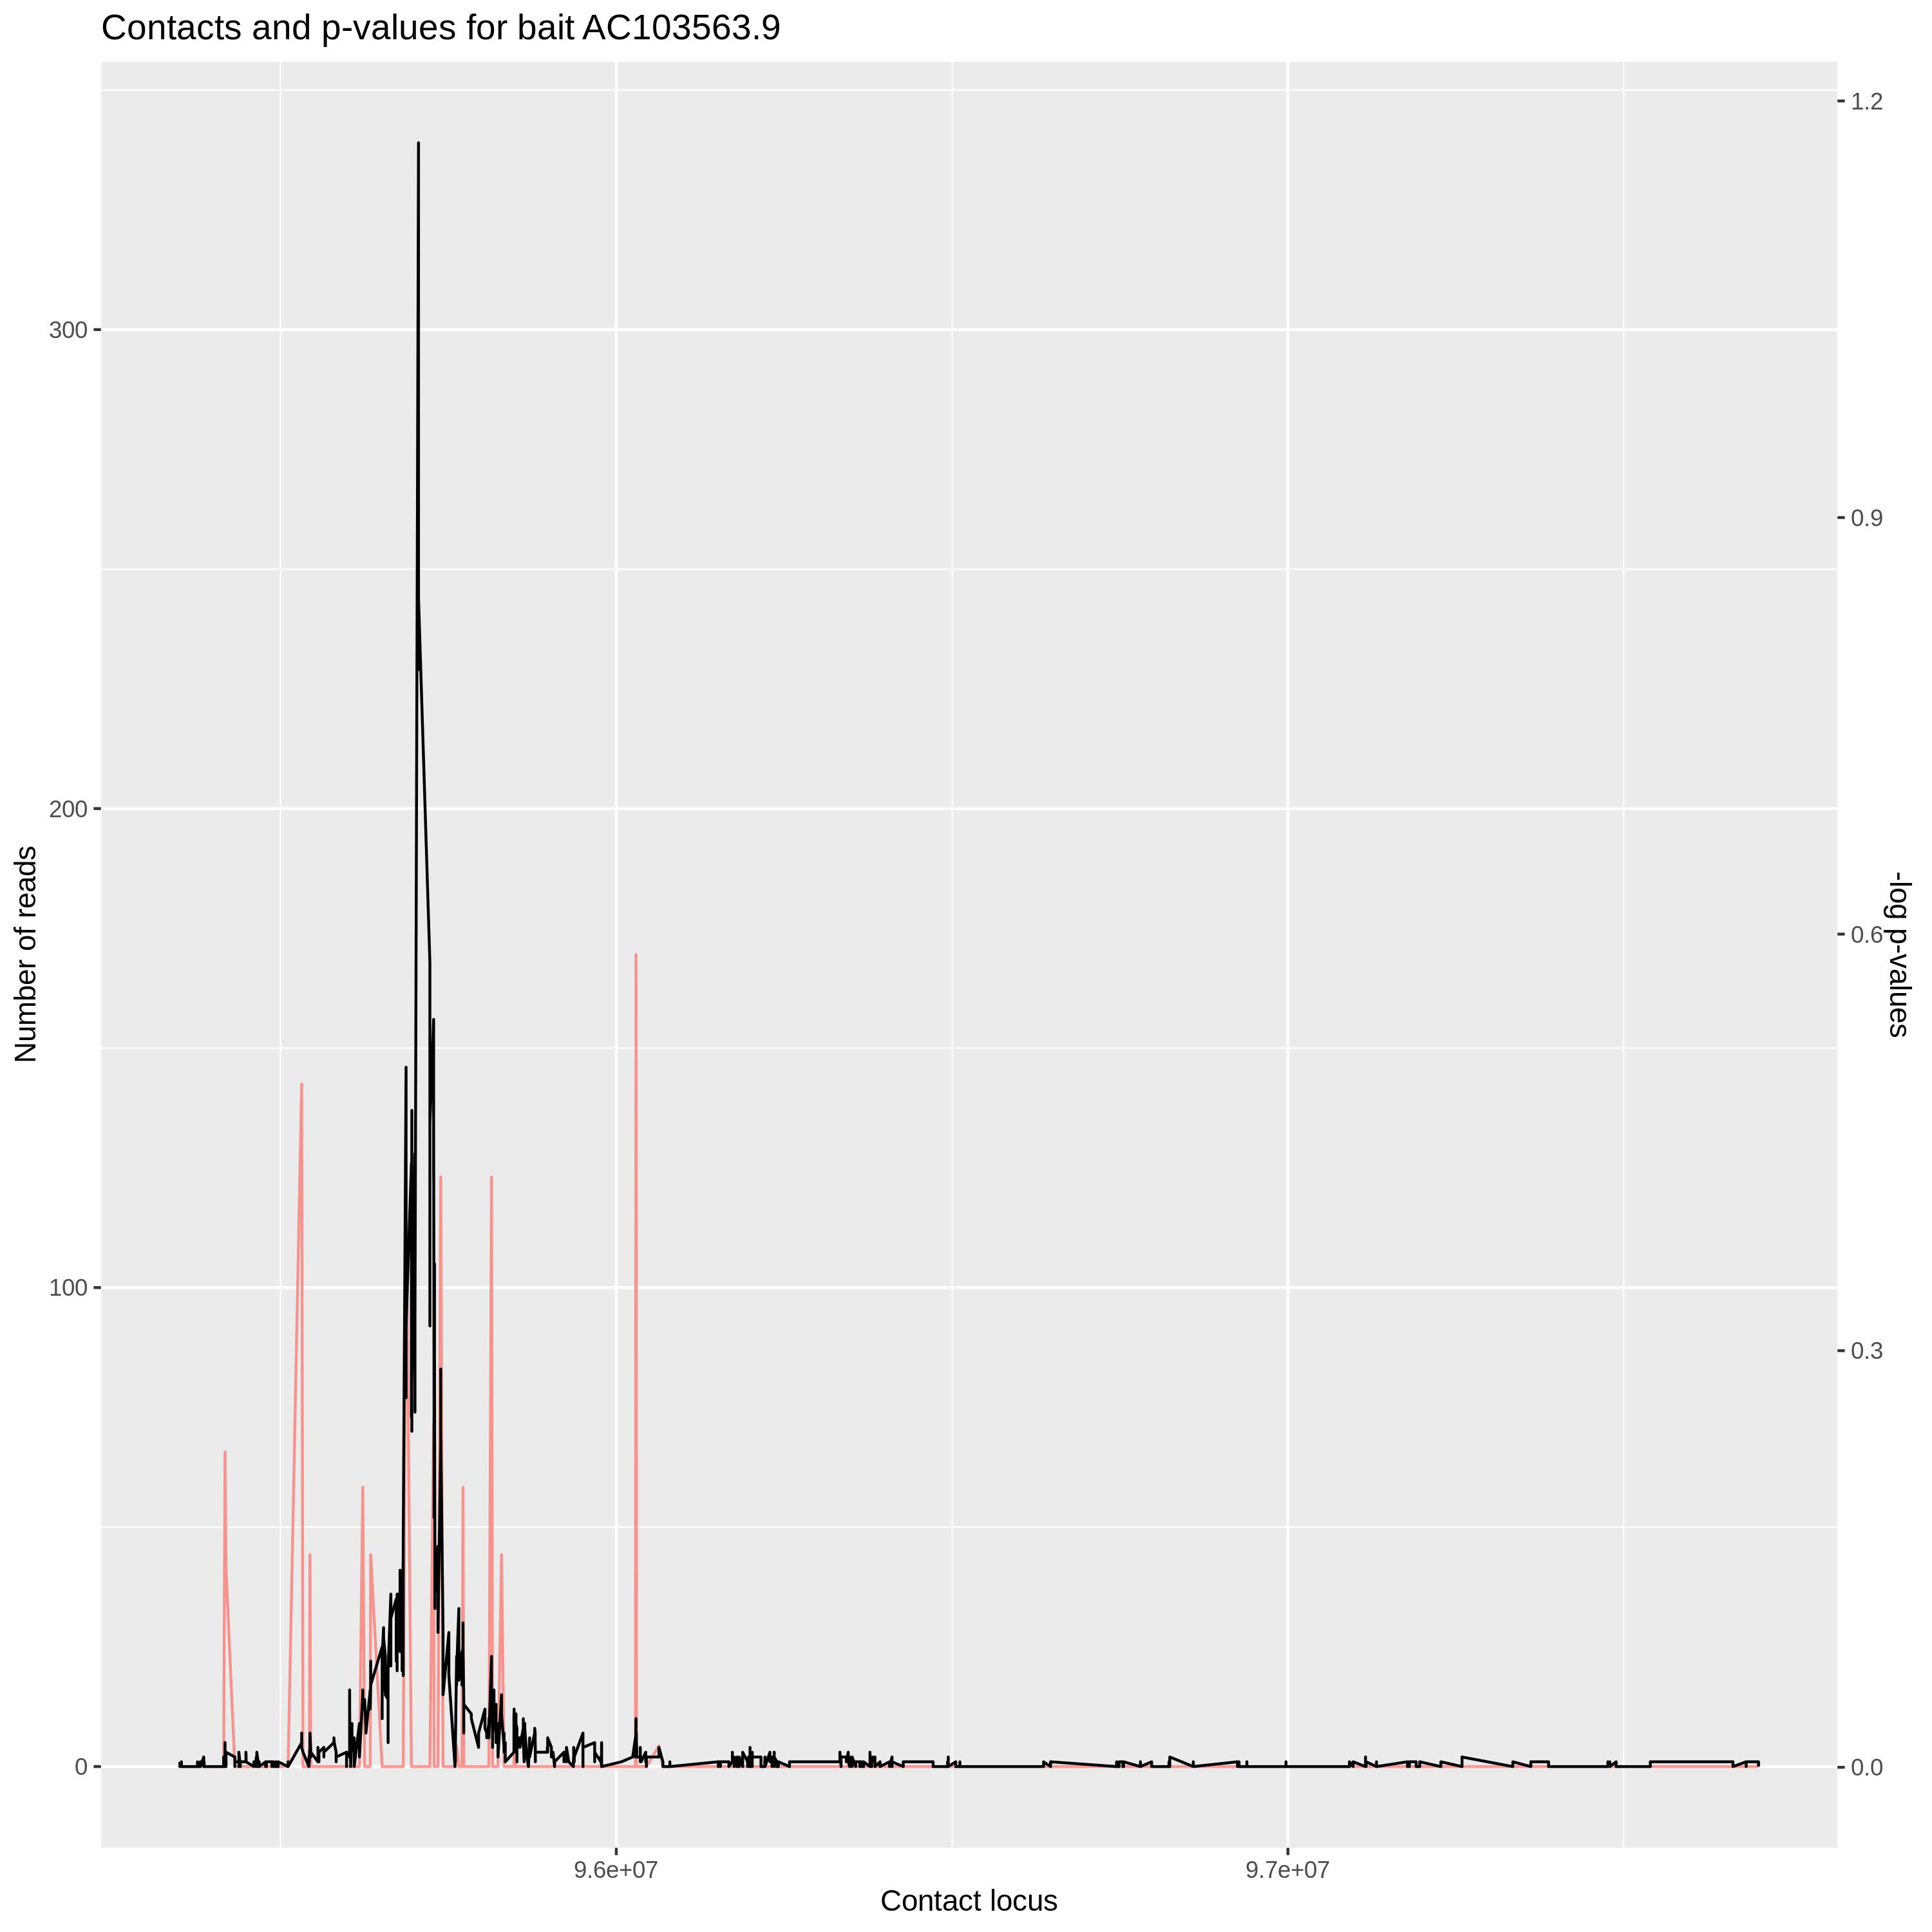 Contacts and p-values for bait AC103563.9
1.2
300
0.9
200
0.6
Number of reads
-log p-values
100
0.3
0
0.0
9.6e+07
9.7e+07
Contact locus